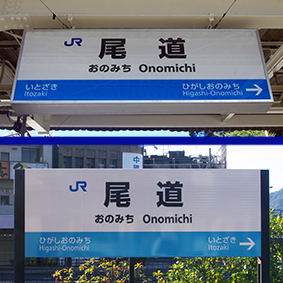 JR
尾道
おのみち Onomichi
いとざき ひがしおのみち
Itozaki Higashi-Onomichi
中
JR
尾道
おのみち Onomichi
ひがしおのみち いとざき
Higashi-Onomichi Itozaki